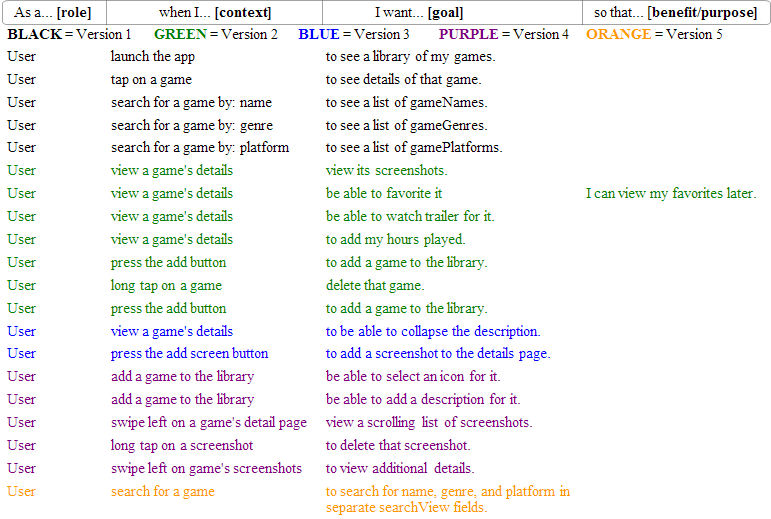 As a... [role] when I... [context] I want... [goal] so that... [benefit/purpose]
BLACK = Version 1 GREEN = Version 2 BLUE = Version 3 PURPLE = Version 4 ORANGE = Version 5
User launch the app to see a library of my games.
User tap on a game to see details of that game.
User search for a game by: name to see a list of gameNames.
User search for a game by: genre to see a list of gameGenres.
User search for a game by: platform to see a list of gamePlatforms.
User view a game's details view its screenshots.
User view a game's details be able to favorite it I can view my favorites later.
User view a game's details be able to watch trailer for it.
User view a game's details to add my hours played.
User press the add button to add a game to the library.
User long tap on a game delete that game.
User press the add button to add a game to the library.
User view a game's details to be able to collapse the description.
User press the add screen button to add a screenshot to the details page.
User add a game to the library be able to select an icon for it.
User add a game to the library be able to add a description for it.
User swipe left on a game's detail page view a scrolling list of screenshots.
User long tap on a screenshot to delete that screenshot.
User swipe left on game's screenshots to view additional details.
User search for a game to search for name, genre, and platform in
separate searchView fields.